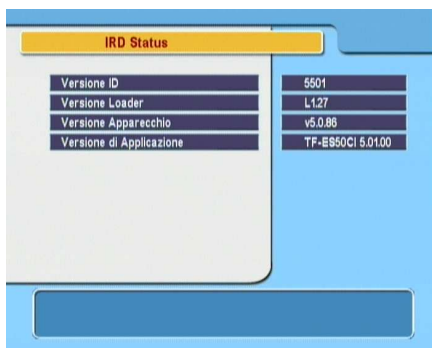 IRD Status
Versione ID 5501
Versione Loader L1.27
Versione Apparecchio v5.0.86
Versione di Applicazione TF-ES50CI 5.01.00